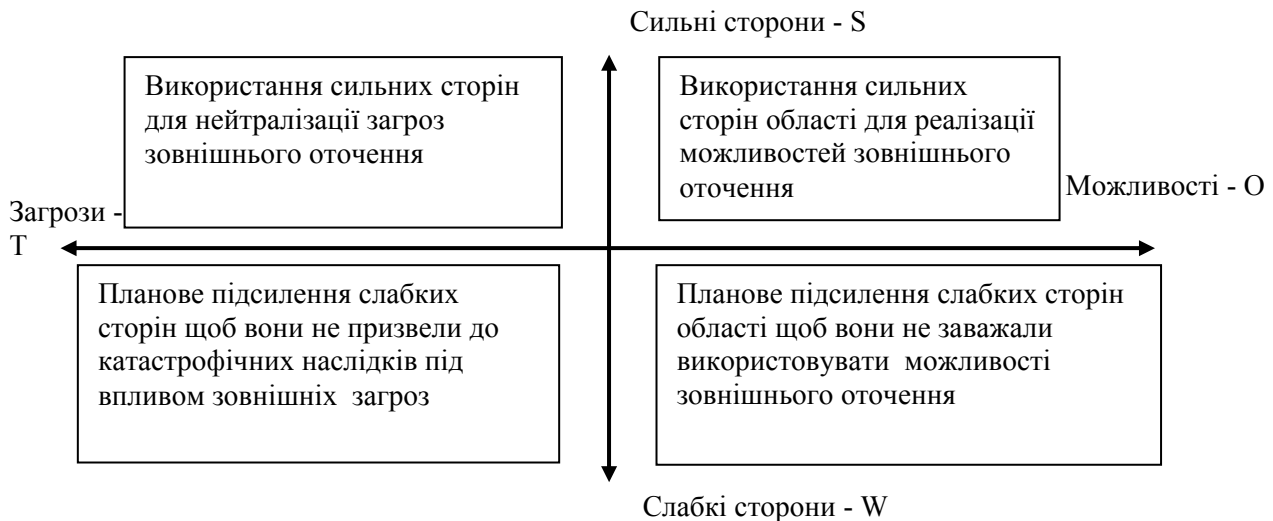 Сильні сторони - S
Використання сильних сторін
для нейтралізації загроз
зовнішнього оточення
Використання сильних
сторін області для реалізації
можливостей зовнішнього
оточення
Можливості - O
Загрози -
T
Планове підсилення слабких
сторін щоб вони не призвели до
катастрофічних наслідків під
впливом зовнішніх загроз
Планове підсилення слабких сторін
області щоб вони не заважали
використовувати можливості
зовнішнього оточення
Слабкі сторони - W